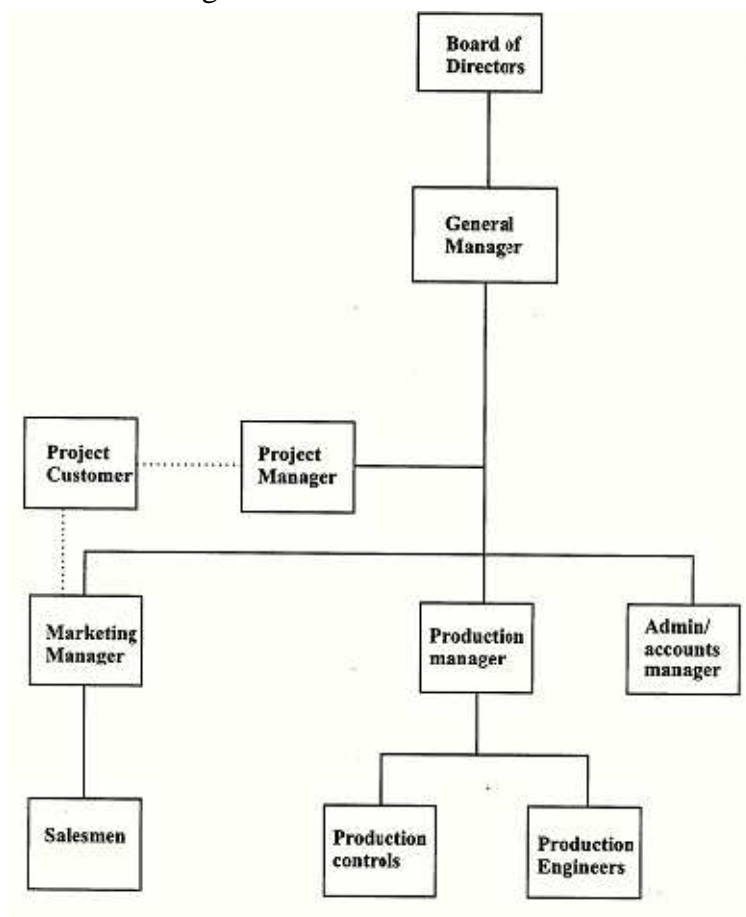 Board of
Directors
General
Manager
Project
Customer
Project
Manager
Marketing
Manager
Production
manager
Admin/
accounts
manager
Salesmen
Production
controls
Production
Engineers